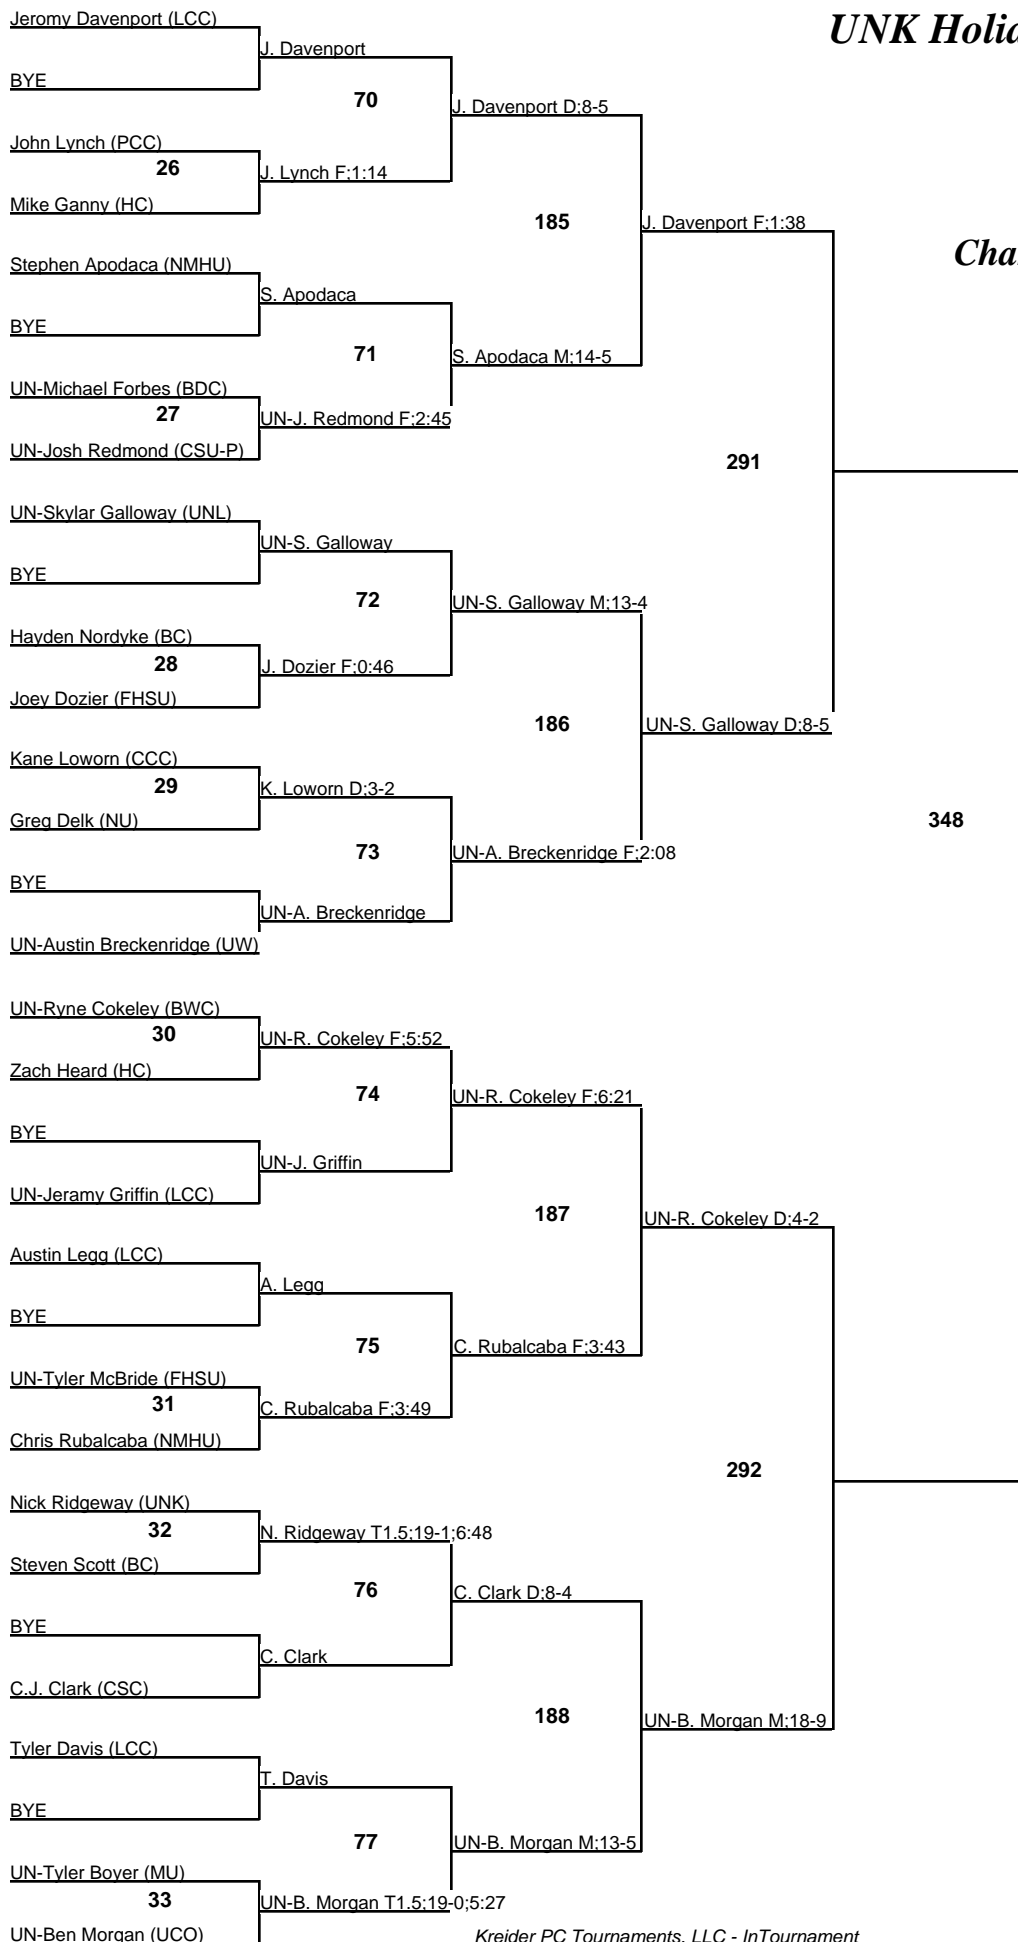 Jeromy Davenport (LCC)
UNK Holid
J. Davenport
BYE
70
J. Davenport D;8-5
John Lynch (PCC)
26
J. Lynch F;1:14
Mike Ganny (HC)
185
J. Davenport F;1:38
Cha
Stephen Apodaca (NMHU)
S. Apodaca
BYE
71
S. Apodaca M;14-5
UN-Michael Forbes (BDC)
27
UN-J. Redmond F;2:45
UN-Josh Redmond (CSU-P)
291
UN-Skylar Galloway (UNL)
UN-S. Galloway
BYE
72
UN-S. Galloway M;13-4
Hayden Nordyke (BC)
28
J. Dozier F;0:46
Joey Dozier (FHSU)
186
UN-S. Galloway D;8-5
Kane Loworn (CCC)
29
K. Loworn D;3-2
Greg Delk (NU)
348
73
UN-A. Breckenridge F;2:08
BYE
UN-A. Breckenridge
UN-Austin Breckenridge (UW)
UN-Ryne Cokeley (BWC)
30
UN-R. Cokeley F;5:52
Zach Heard (HC)
74
UN-R. Cokeley F;6:21
BYE
UN-J. Griffin
UN-Jeramy Griffin (LCC)
187
UN-R. Cokeley D;4-2
Austin Legg (LCC)
A. Legg
BYE
75
C. Rubalcaba F;3:43
UN-Tyler McBride (FHSU)
31
C. Rubalcaba F;3:49
Chris Rubalcaba (NMHU)
292
Nick Ridgeway (UNK)
32
N. Ridgeway T1.5;19-1;6:48
Steven Scott (BC)
76
C. Clark D;8-4
BYE
C. Clark
C.J. Clark (CSC)
188
UN-B. Morgan M;18-9
Tyler Davis (LCC)
T. Davis
BYE
77
UN-B. Morgan M;13-5
UN-Tyler Boyer (MU)
33
UN-B. Morgan T1.5;19-0;5:27
UN-Ben Morgan (UCO)
Kreider PC Tournaments, LLC - InTournament